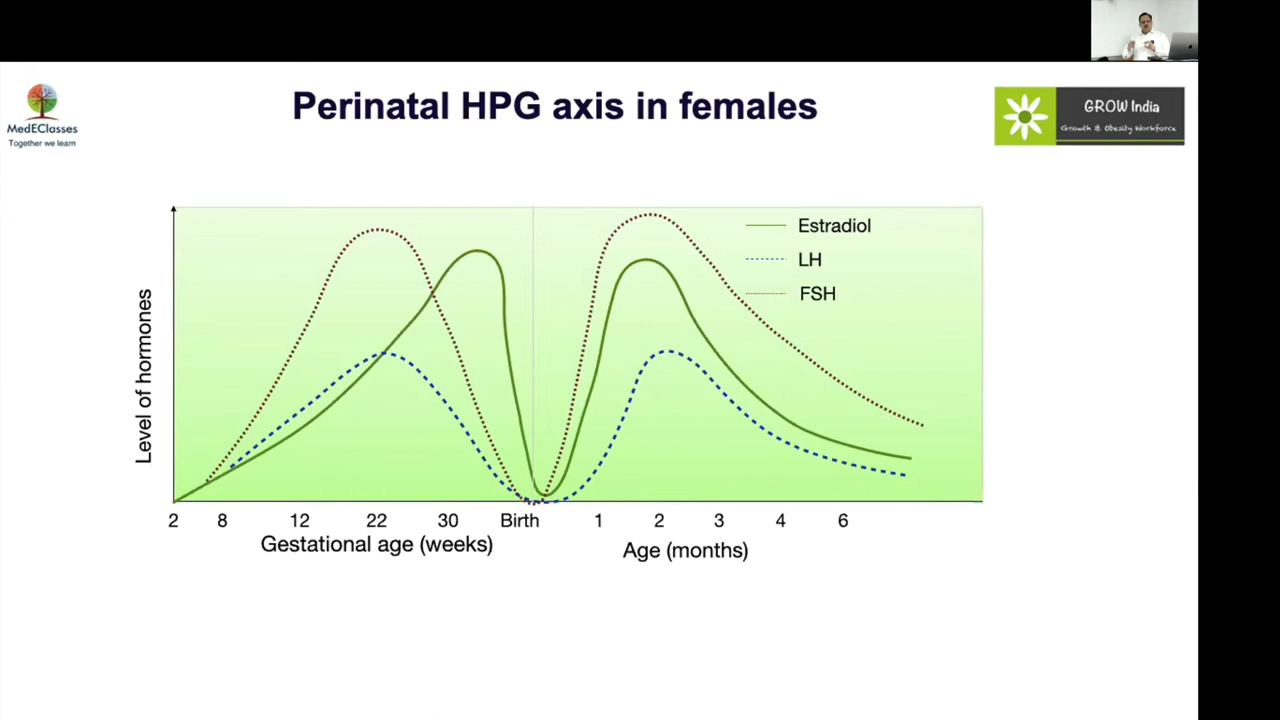 Perinatal HPG axis in females
MedEClasses
Together we learn
GROW India
Growth & Obesity Workforce
Estradiol
LH
FSH
Level of hormones
2 8 12 22 30 Birth 1 2 3 4 6
Gestational age (weeks)
Age (months)